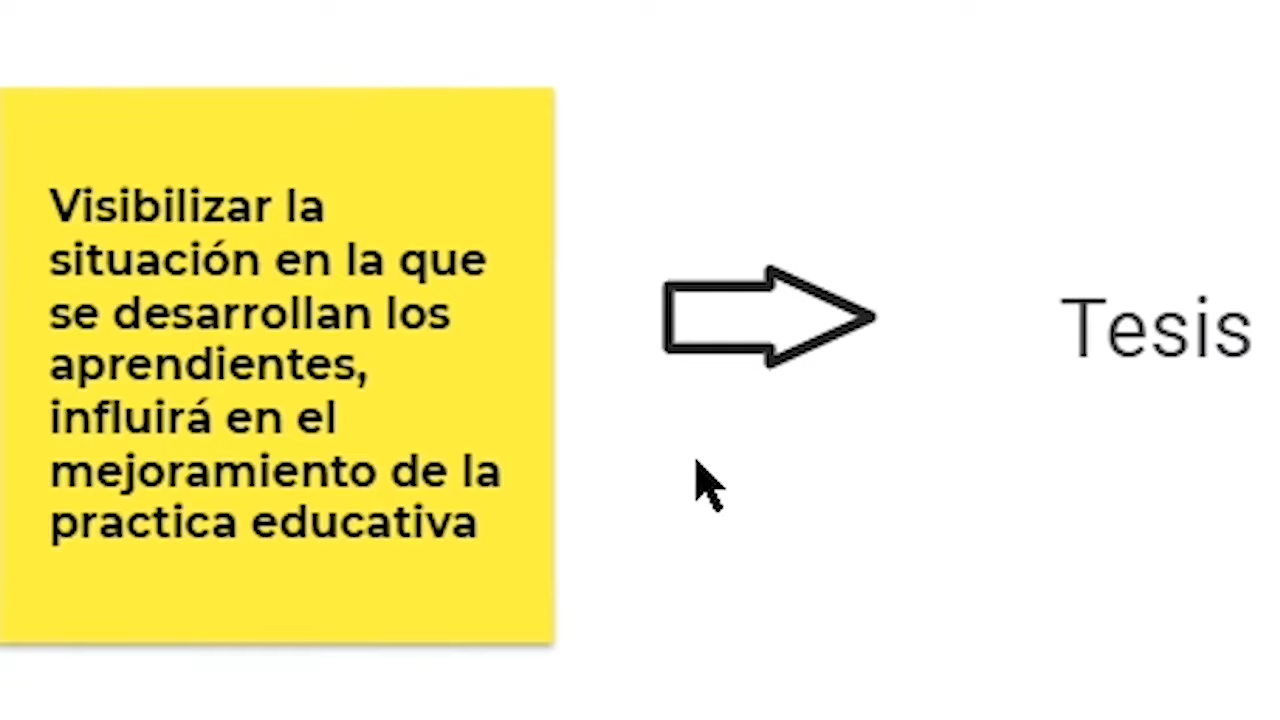 Visibilizar la
situación en la que
se desarrollan los
aprendientes,
influirá en el
mejoramiento de la
practica educativa
Tesis